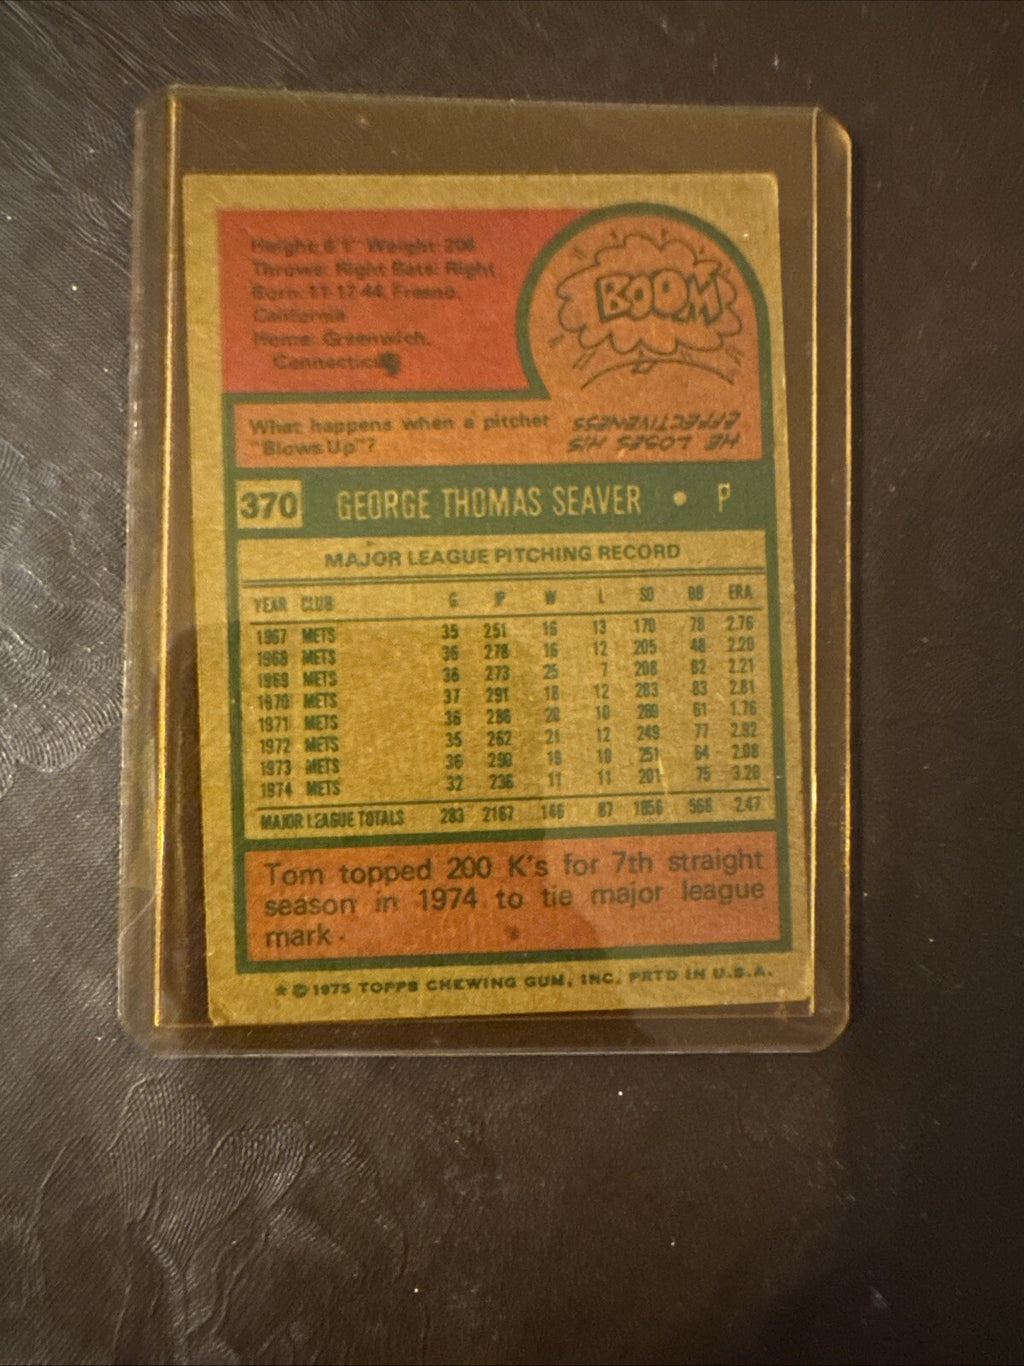 Height: 6'1" Weight: 206
Throws: Right Bats: Right
Born: 11-17-44, Fresno,
California
Home: Greenwich,
Connecticut
BOOM
What happens when a pitcher
"Blows Up"?
HE LOSES HIS
EFFECTIVENESS
370 GEORGE THOMAS SEAVER • P
MAJOR LEAGUE PITCHING RECORD
YEAR CLUB G IP W L SO BB ERA
1967 METS 35 251 16 13 170 78 2.76
1968 METS 36 278 16 12 205 48 2.20
1969 METS 36 273 25 7 208 82 2.21
1970 METS 37 291 18 12 283 83 2.81
1971 METS 36 286 20 10 289 61 1.76
1972 METS 35 262 21 12 249 77 2.92
1973 METS 36 290 19 10 251 64 2.08
1974 METS 32 236 11 11 201 75 3.20
MAJOR LEAGUE TOTALS 283 2167 146 87 1856 568 2.47
Tom topped 200 K's for 7th straight
season in 1974 to tie major league
mark.
* © 1975 TOPPS CHEWING GUM, INC. PRTD IN U.S.A.